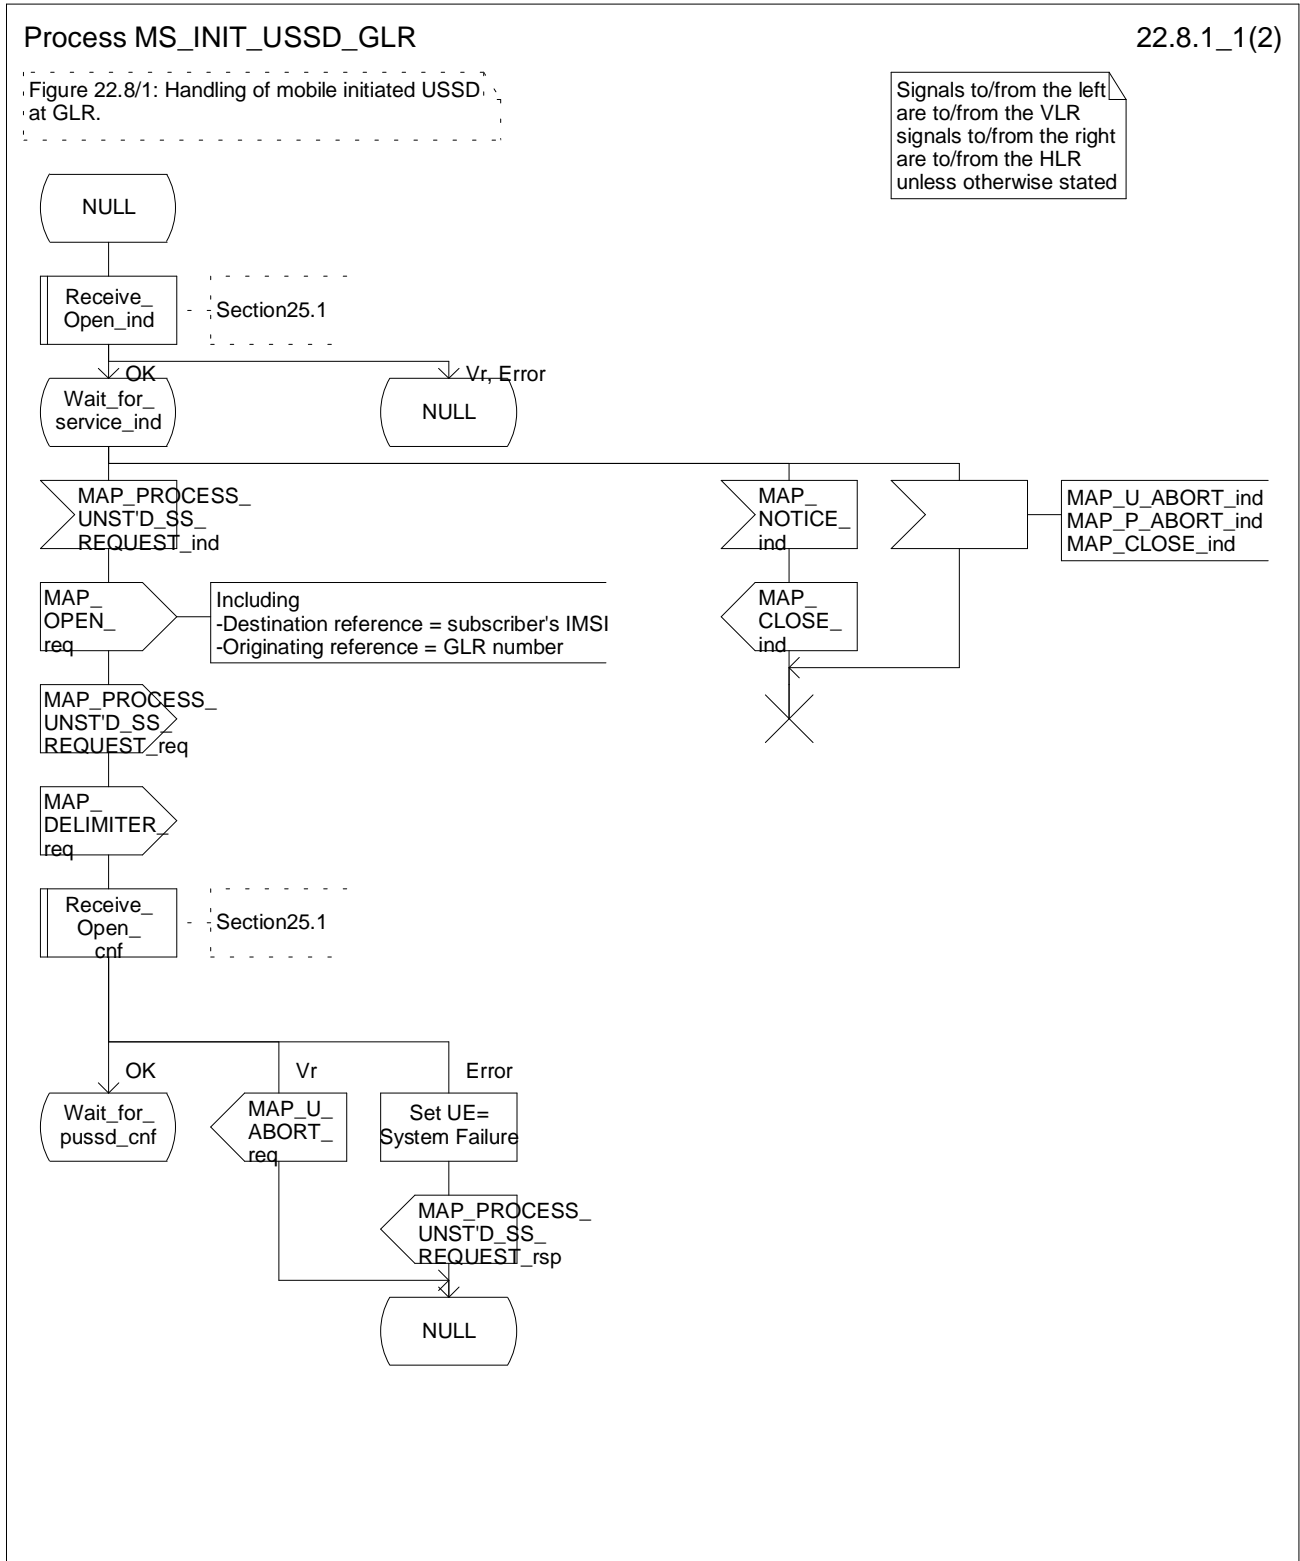 Process MS_INIT_USSD_GLR
22.8.1_1(2)
Figure 22.8/1: Handling of mobile initiated USSD
at GLR.
Signals to/from the left
are to/from the VLR
signals to/from the right
are to/from the HLR
unless otherwise stated
NULL
Receive_
Open_ind
Section25.1
OK
Vr, Error
Wait_for_
service_ind
NULL
MAP_PROCESS_
UNST'D_SS_
REQUEST_ind
MAP_
NOTICE_
ind
MAP_U_ABORT_ind
MAP_P_ABORT_ind
MAP_CLOSE_ind
MAP_
OPEN_
req
Including
-Destination reference = subscriber's IMSI
-Originating reference = GLR number
MAP_
CLOSE_
ind
MAP_PROCESS_
UNST'D_SS_
REQUEST_req
MAP_
DELIMITER_
req
Receive_
Open_
cnf
Section25.1
OK
Vr
Error
Wait_for_
pussd_cnf
MAP_U_
ABORT_
req
Set UE=
System Failure
MAP_PROCESS_
UNST'D_SS_
REQUEST_rsp
NULL